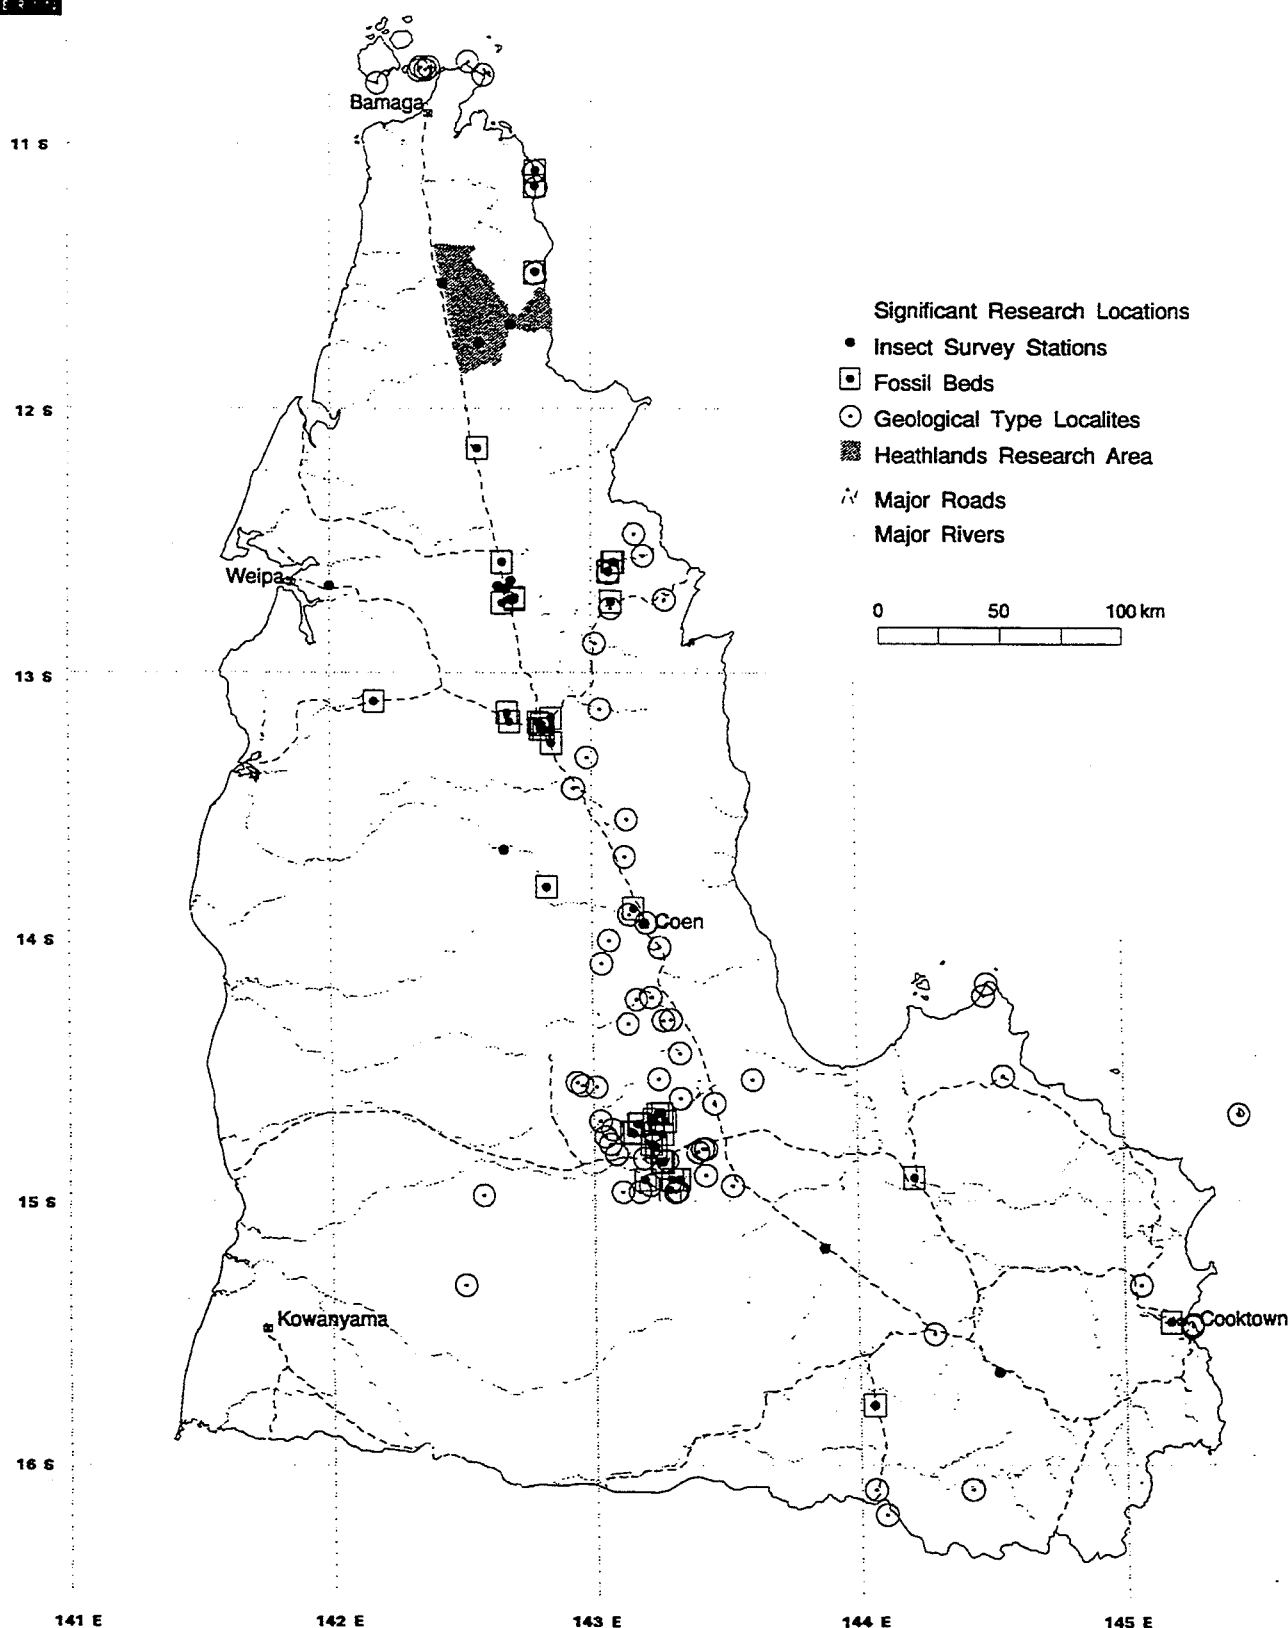 Bamaga
11 S
Significant Research Locations
Insect Survey Stations
Fossil Beds
Geological Type Localites
Heathlands Research Area
Major Roads
Major Rivers
12 S
Weipa
0 50 100 km
13 S
Coen
14 S
15 S
Kowanyama
Cooktown
16 S
141 E 142 E 143 E 144 E 145 E